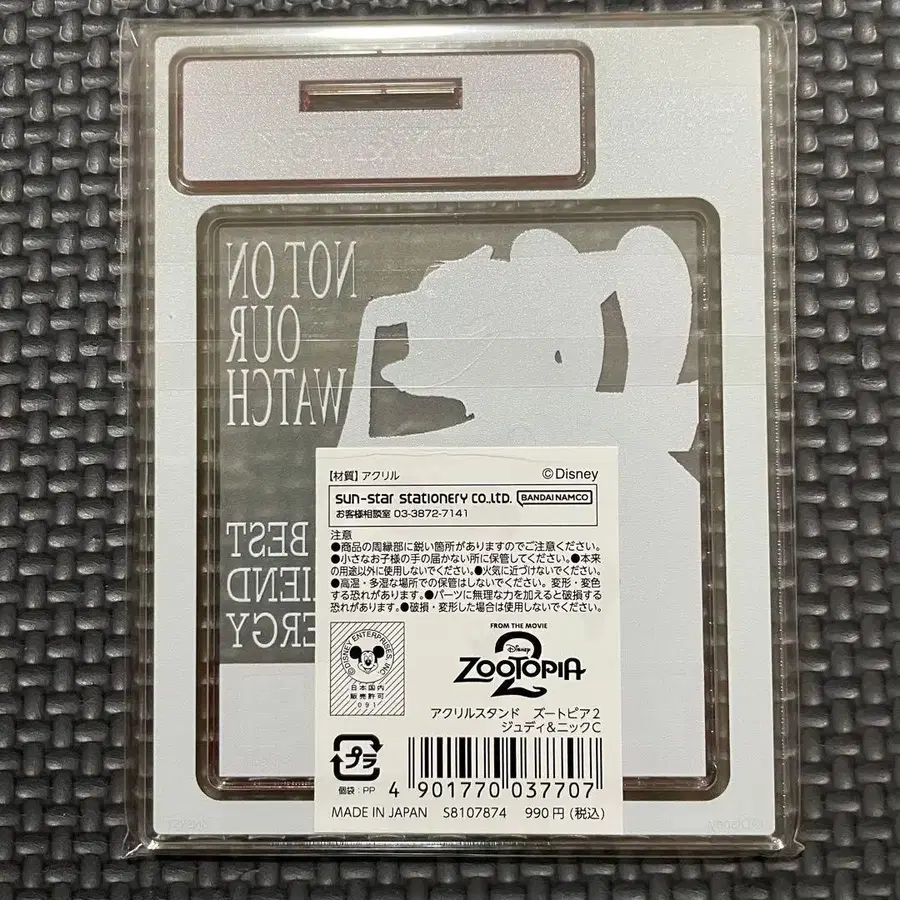 NOT ON
OUR
WATCH
BEST
IEND
ERGY
【材質】アクリル ©Disney
sun-star stationery co.,ltd. BANDAI NAMCO
お客様相談室 03-3872-7141
注意
●商品の周縁部に鋭い箇所がありますのでご注意ください。
●小さなお子様の手の届かない所に保管してください。●本来
の用途以外に使用しないでください。●火気に近づけないでください。
●高温・多湿な場所での保管はしないでください。変形・変色
する恐れがあります。●パーツに無理な力を加えると破損する
恐れがあります。●破損・変形した場合は使用しないでください。
©DISNEY ENTERPRISES, INC.
日本国内
販売許可
091
FROM THE MOVIE
Disney
ZOOTOPIA
2
アクリルスタンド ズートピア2
ジュディ&ニックC
プラ
個袋:PP
4 901770 037707
MADE IN JAPAN S8107874 990円(税込)